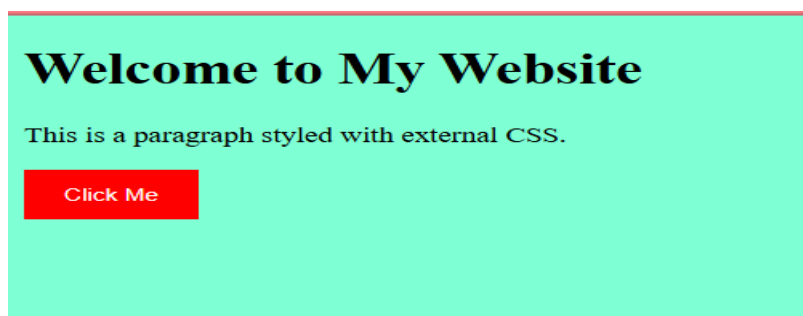 Welcome to My Website
This is a paragraph styled with external CSS.
Click Me